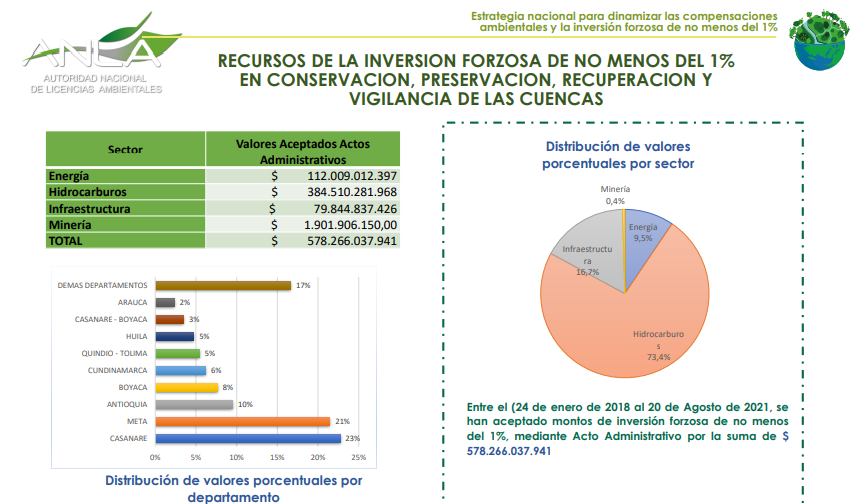 ANLA
AUTORIDAD NACIONAL
DE LICENCIAS AMBIENTALES
Estrategia nacional para dinamizar las compensaciones
ambientales y la inversión forzosa de no menos del 1%
RECURSOS DE LA INVERSION FORZOSA DE NO MENOS DEL 1%
EN CONSERVACION, PRESERVACION, RECUPERACION Y
VIGILANCIA DE LAS CUENCAS
Sector Valores Aceptados Actos
Administrativos
Energía $ 112.009.012.397
Hidrocarburos $ 384.510.281.968
Infraestructura $ 79.844.837.426
Minería $ 1.901.906.150,00
TOTAL $ 578.266.037.941
DEMAS DEPARTAMENTOS 17%
ARAUCA 2%
CASANARE - BOYACA 3%
HUILA 5%
QUINDIO - TOLIMA 5%
CUNDINAMARCA 6%
BOYACA 8%
ANTIOQUIA 10%
META 21%
CASANARE 23%
0% 5% 10% 15% 20% 25%
Distribución de valores porcentuales por
departamento
Distribución de valores
porcentuales por sector
Minería
0,4%
Energía
9,5%
Infraestructu
ra
16,7%
Hidrocarburo
s
73,4%
Entre el (24 de enero de 2018 al 20 de Agosto de 2021, se
han aceptado montos de inversión forzosa de no menos
del 1%, mediante Acto Administrativo por la suma de $
578.266.037.941